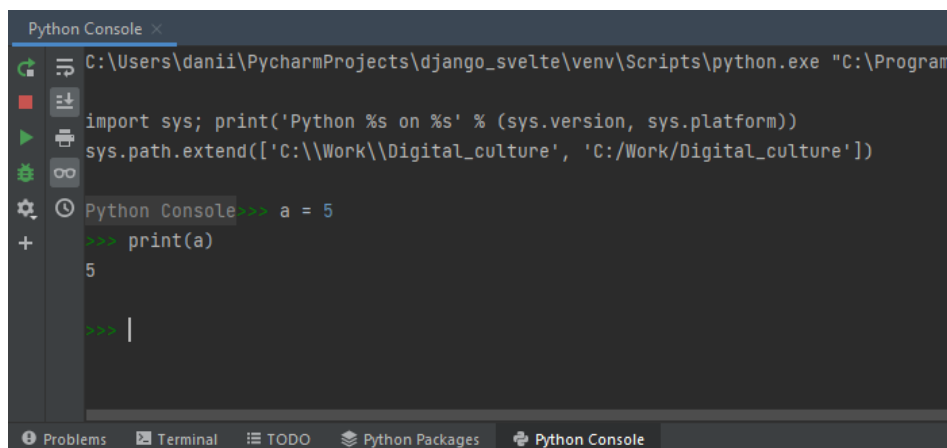 Python Console ×
C:\Users\danii\PycharmProjects\django_svelte\venv\Scripts\python.exe "C:\Program
import sys; print('Python %s on %s' % (sys.version, sys.platform))
sys.path.extend(['C:\\Work\\Digital_culture', 'C:/Work/Digital_culture'])
Python Console>>> a = 5
>>> print(a)
5
>>>
Problems Terminal TODO Python Packages Python Console